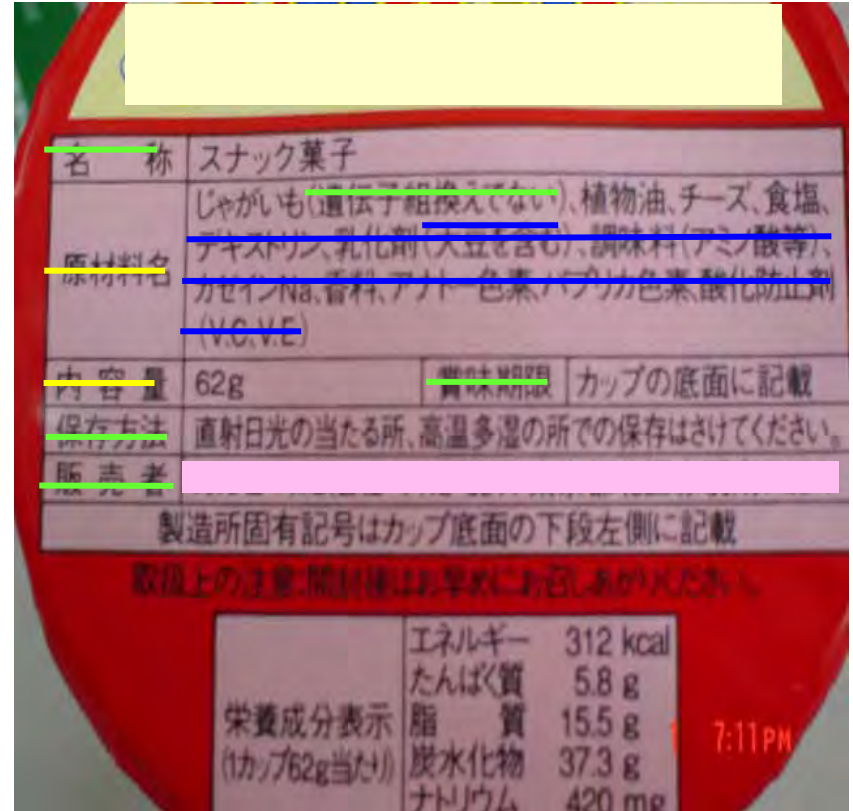 名 称 スナック菓子
原材料名 じゃがいも(遺伝子組換えでない)、植物油、チーズ、食塩、
デキストリン、乳化剤(大豆を含む)、調味料(アミノ酸等)、
カゼインNa、香料、アナトー色素、パプリカ色素、酸化防止剤
(V.C、V.E)
内 容 量 62g 賞味期限 カップの底面に記載
保存方法 直射日光の当たる所、高温多湿の所での保存はさけてください。
販 売 者
製造所固有記号はカップ底面の下段左側に記載
取扱上の注意:開封後はお早めにお召しあがりください。
栄養成分表示
(1カップ62g当たり)
エネルギー 312 kcal
たんぱく質 5.8 g
脂 質 15.5 g
炭水化物 37.3 g
ナトリウム 420 mg
7:11PM